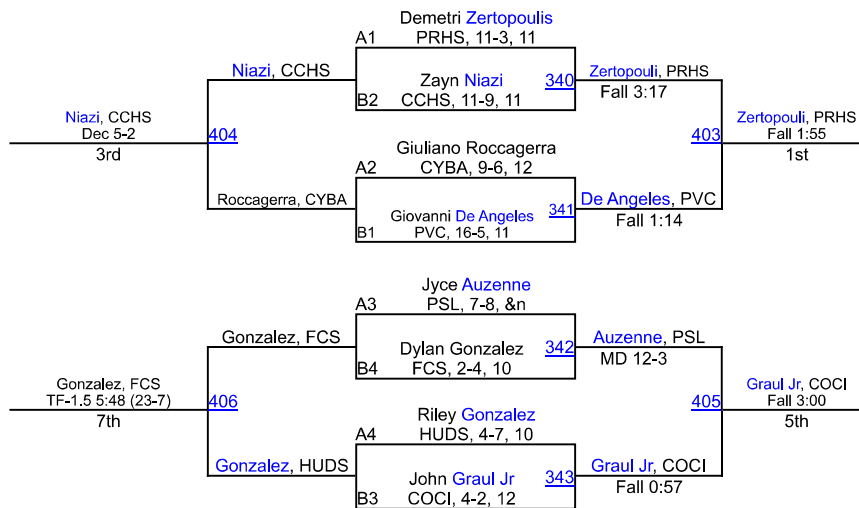 Demetri Zertopoulis
A1 PRHS, 11-3, 11
Niazi, CCHS
Zayn Niazi
B2 CCHS, 11-9, 11
340
Zertopouli, PRHS
Fall 3:17
Niazi, CCHS
Dec 5-2
3rd
404
403
Zertopouli, PRHS
Fall 1:55
1st
Giuliano Roccagerra
A2 CYBA, 9-6, 12
Roccagerra, CYBA
Giovanni De Angeles
B1 PVC, 16-5, 11
341
De Angeles, PVC
Fall 1:14
Jyce Auzenne
A3 PSL, 7-8, &n
Gonzalez, FCS
Dylan Gonzalez
B4 FCS, 2-4, 10
342
Auzenne, PSL
MD 12-3
Gonzalez, FCS
TF-1.5 5:48 (23-7)
7th
406
405
Graul Jr, COCI
Fall 3:00
5th
Riley Gonzalez
A4 HUDS, 4-7, 10
Gonzalez, HUDS
John Graul Jr
B3 COCI, 4-2, 12
343
Graul Jr, COCI
Fall 0:57